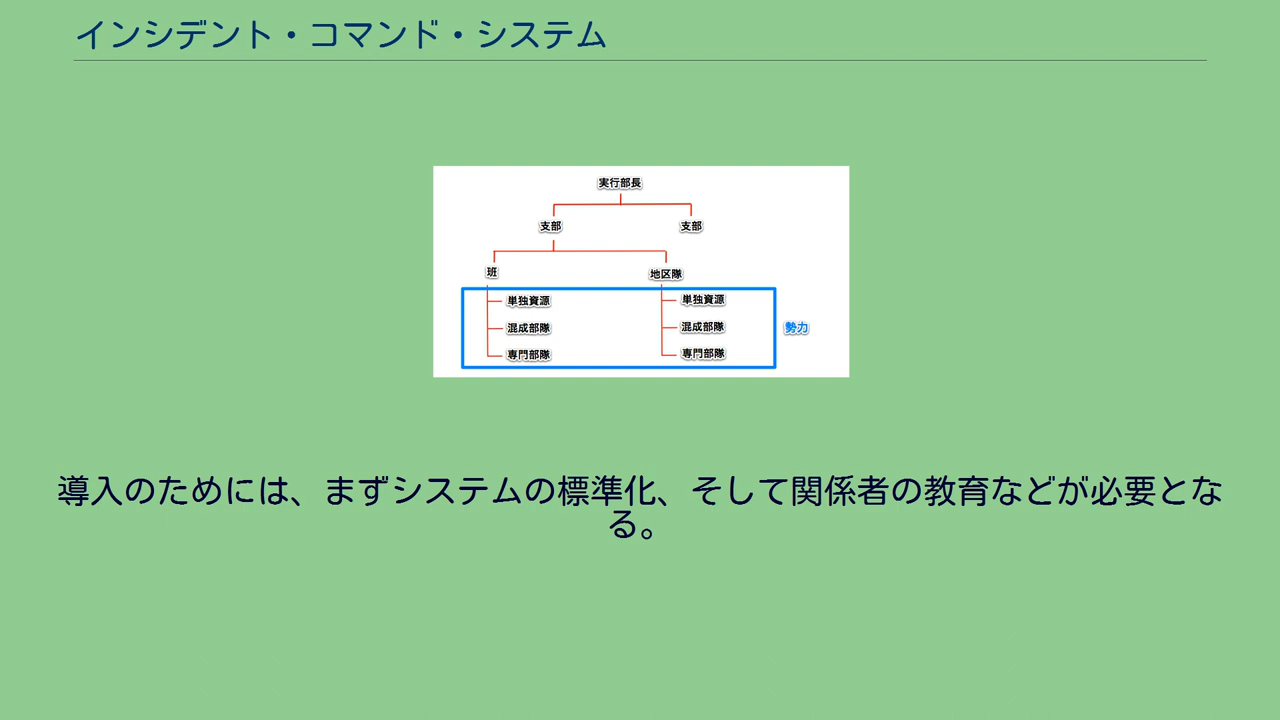 インシデント・コマンド・システム
実行部長
支部 支部
班 地区隊
単独資源 単独資源
混成部隊 混成部隊 勢力
専門部隊 専門部隊
導入のためには、まずシステムの標準化、そして関係者の教育などが必要とな
る。